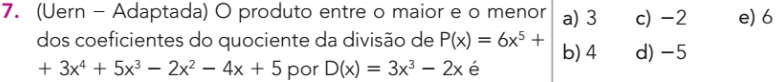 7. (Uern – Adaptada) O produto entre o maior e o menor
dos coeficientes do quociente da divisão de P(x) = 6x⁵ +
+ 3x⁴ + 5x³ – 2x² – 4x + 5 por D(x) = 3x³ – 2x é
a) 3 c) –2 e) 6
b) 4 d) –5